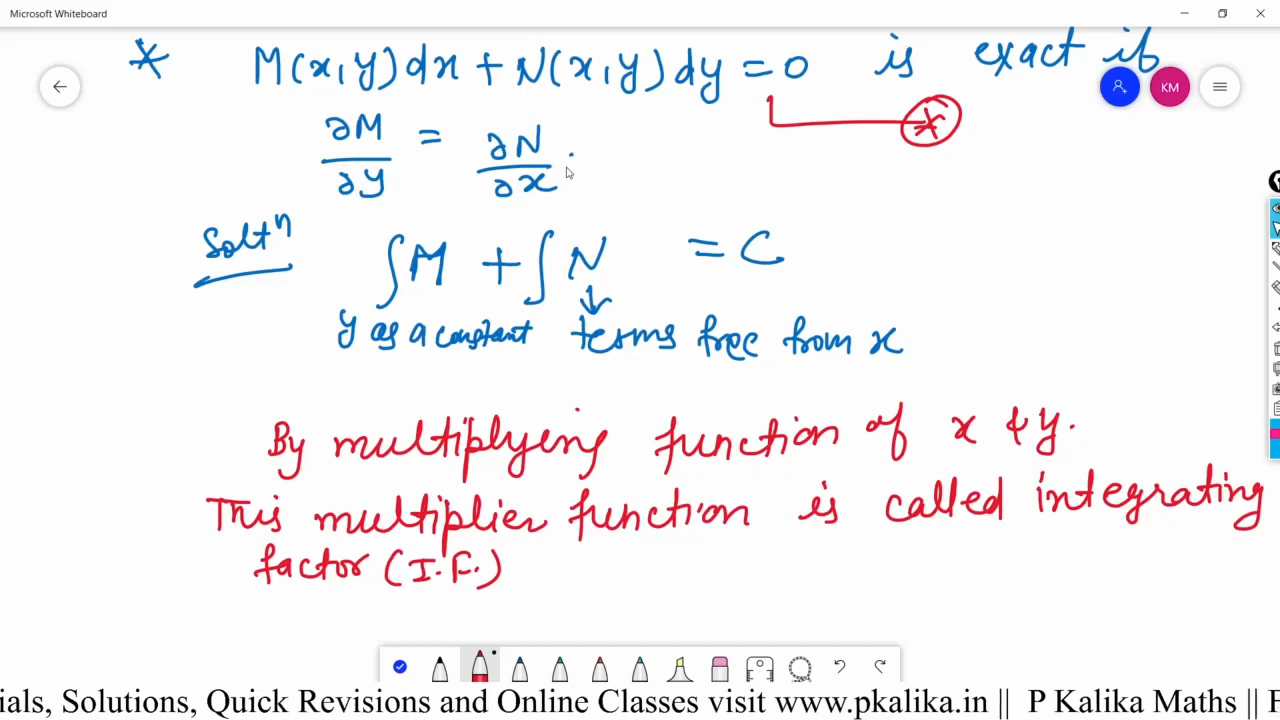 Microsoft Whiteboard
* M(x,y)dx + N(x,y)dy = 0 is exact if
KM
∂M/∂y = ∂N/∂x .
*
Soltⁿ ∫M + ∫N = C
y as a constant terms free from x
By multiplying function of x & y.
This multiplier function is called integrating
factor (I.F.)
ials, Solutions, Quick Revisions and Online Classes visit www.pkalika.in || P Kalika Maths || F